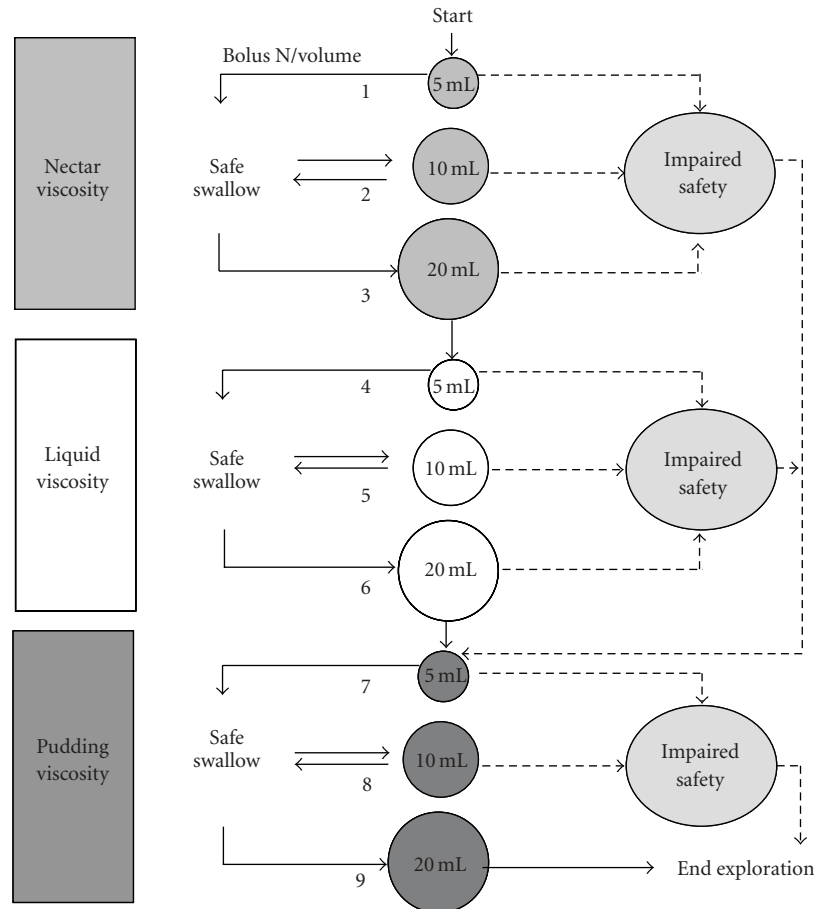 Start
Bolus N/volume
5 mL
1
Nectar
viscosity
Safe
swallow
10 mL
2
Impaired
safety
20 mL
3
5 mL
4
Liquid
viscosity
Safe
swallow
10 mL
5
Impaired
safety
20 mL
6
5 mL
7
Pudding
viscosity
Safe
swallow
10 mL
8
Impaired
safety
20 mL
9
End exploration